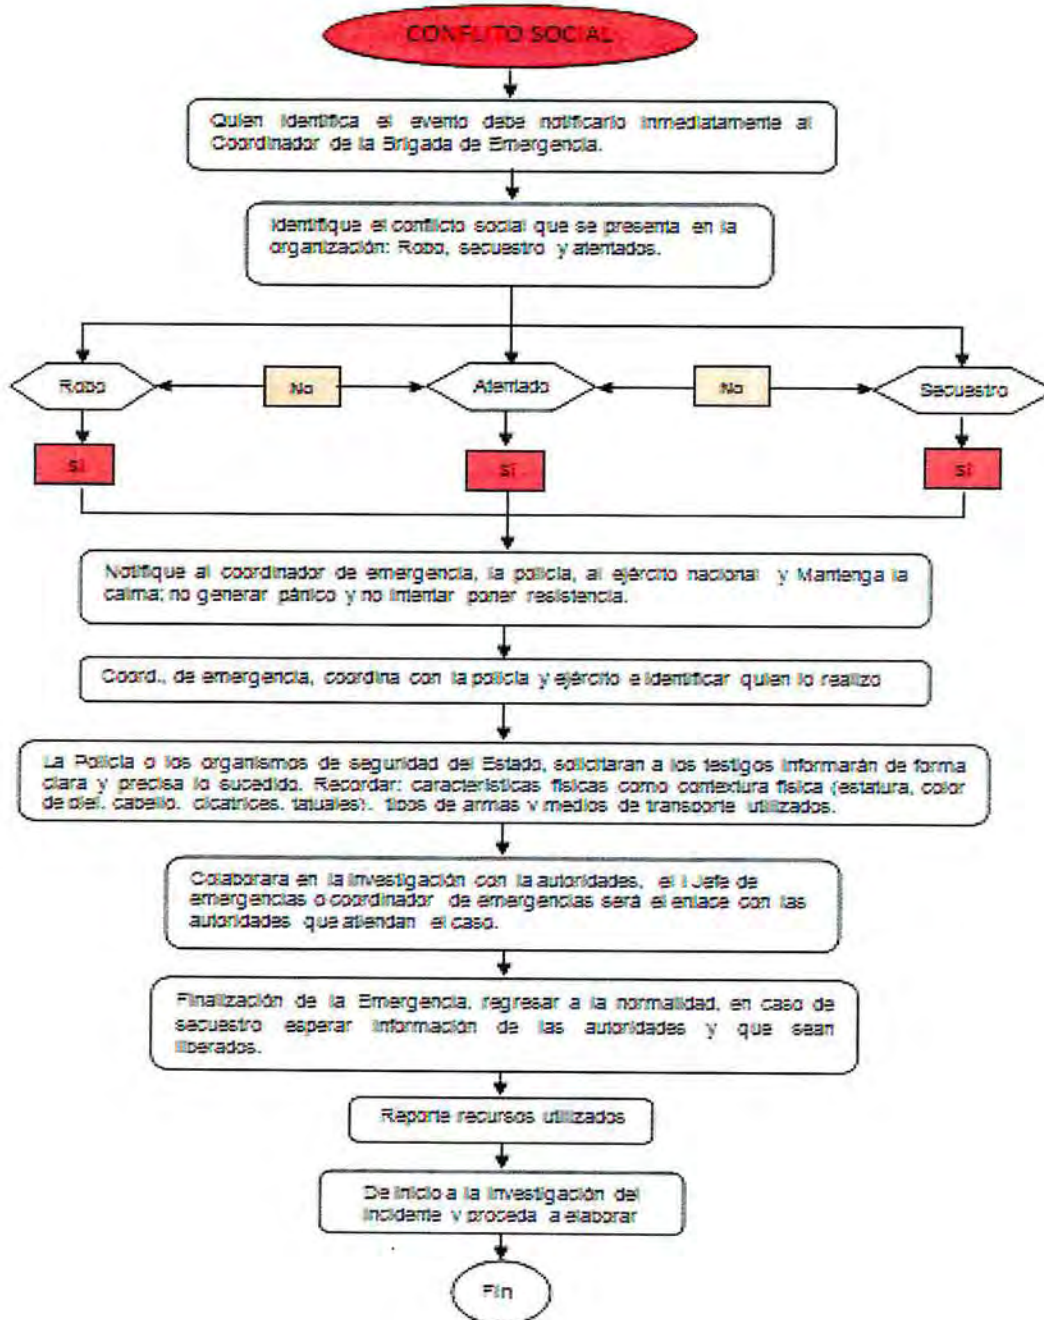 CONFLITO SOCIAL
Quien identifica el evento debe notificarlo inmediatamente al
Coordinador de la Brigada de Emergencia.
Identifique el conflicto social que se presenta en la
organización: Robo, secuestro y atentados.
Robo
No
Atentado
No
Secuestro
si
si
si
Notifique al coordinador de emergencia, la policía, al ejército nacional y Mantenga la
calma; no generar pánico y no intentar poner resistencia.
Coord., de emergencia, coordina con la policía y ejército e identificar quien lo realizo
La Policía o los organismos de seguridad del Estado, solicitaran a los testigos informarán de forma
clara y precisa lo sucedido. Recordar: características físicas como contextura física (estatura, color
de piel, cabello, cicatrices, tatuajes), tipos de armas y medios de transporte utilizados.
Colaborara en la investigación con la autoridades, el l Jefe de
emergencias o coordinador de emergencias será el enlace con las
autoridades que atiendan el caso.
Finalización de la Emergencia, regresar a la normalidad, en caso de
secuestro esperar información de las autoridades y que sean
liberados.
Reporte recursos utilizados
De inicio a la investigación del
incidente y proceda a elaborar
Fin